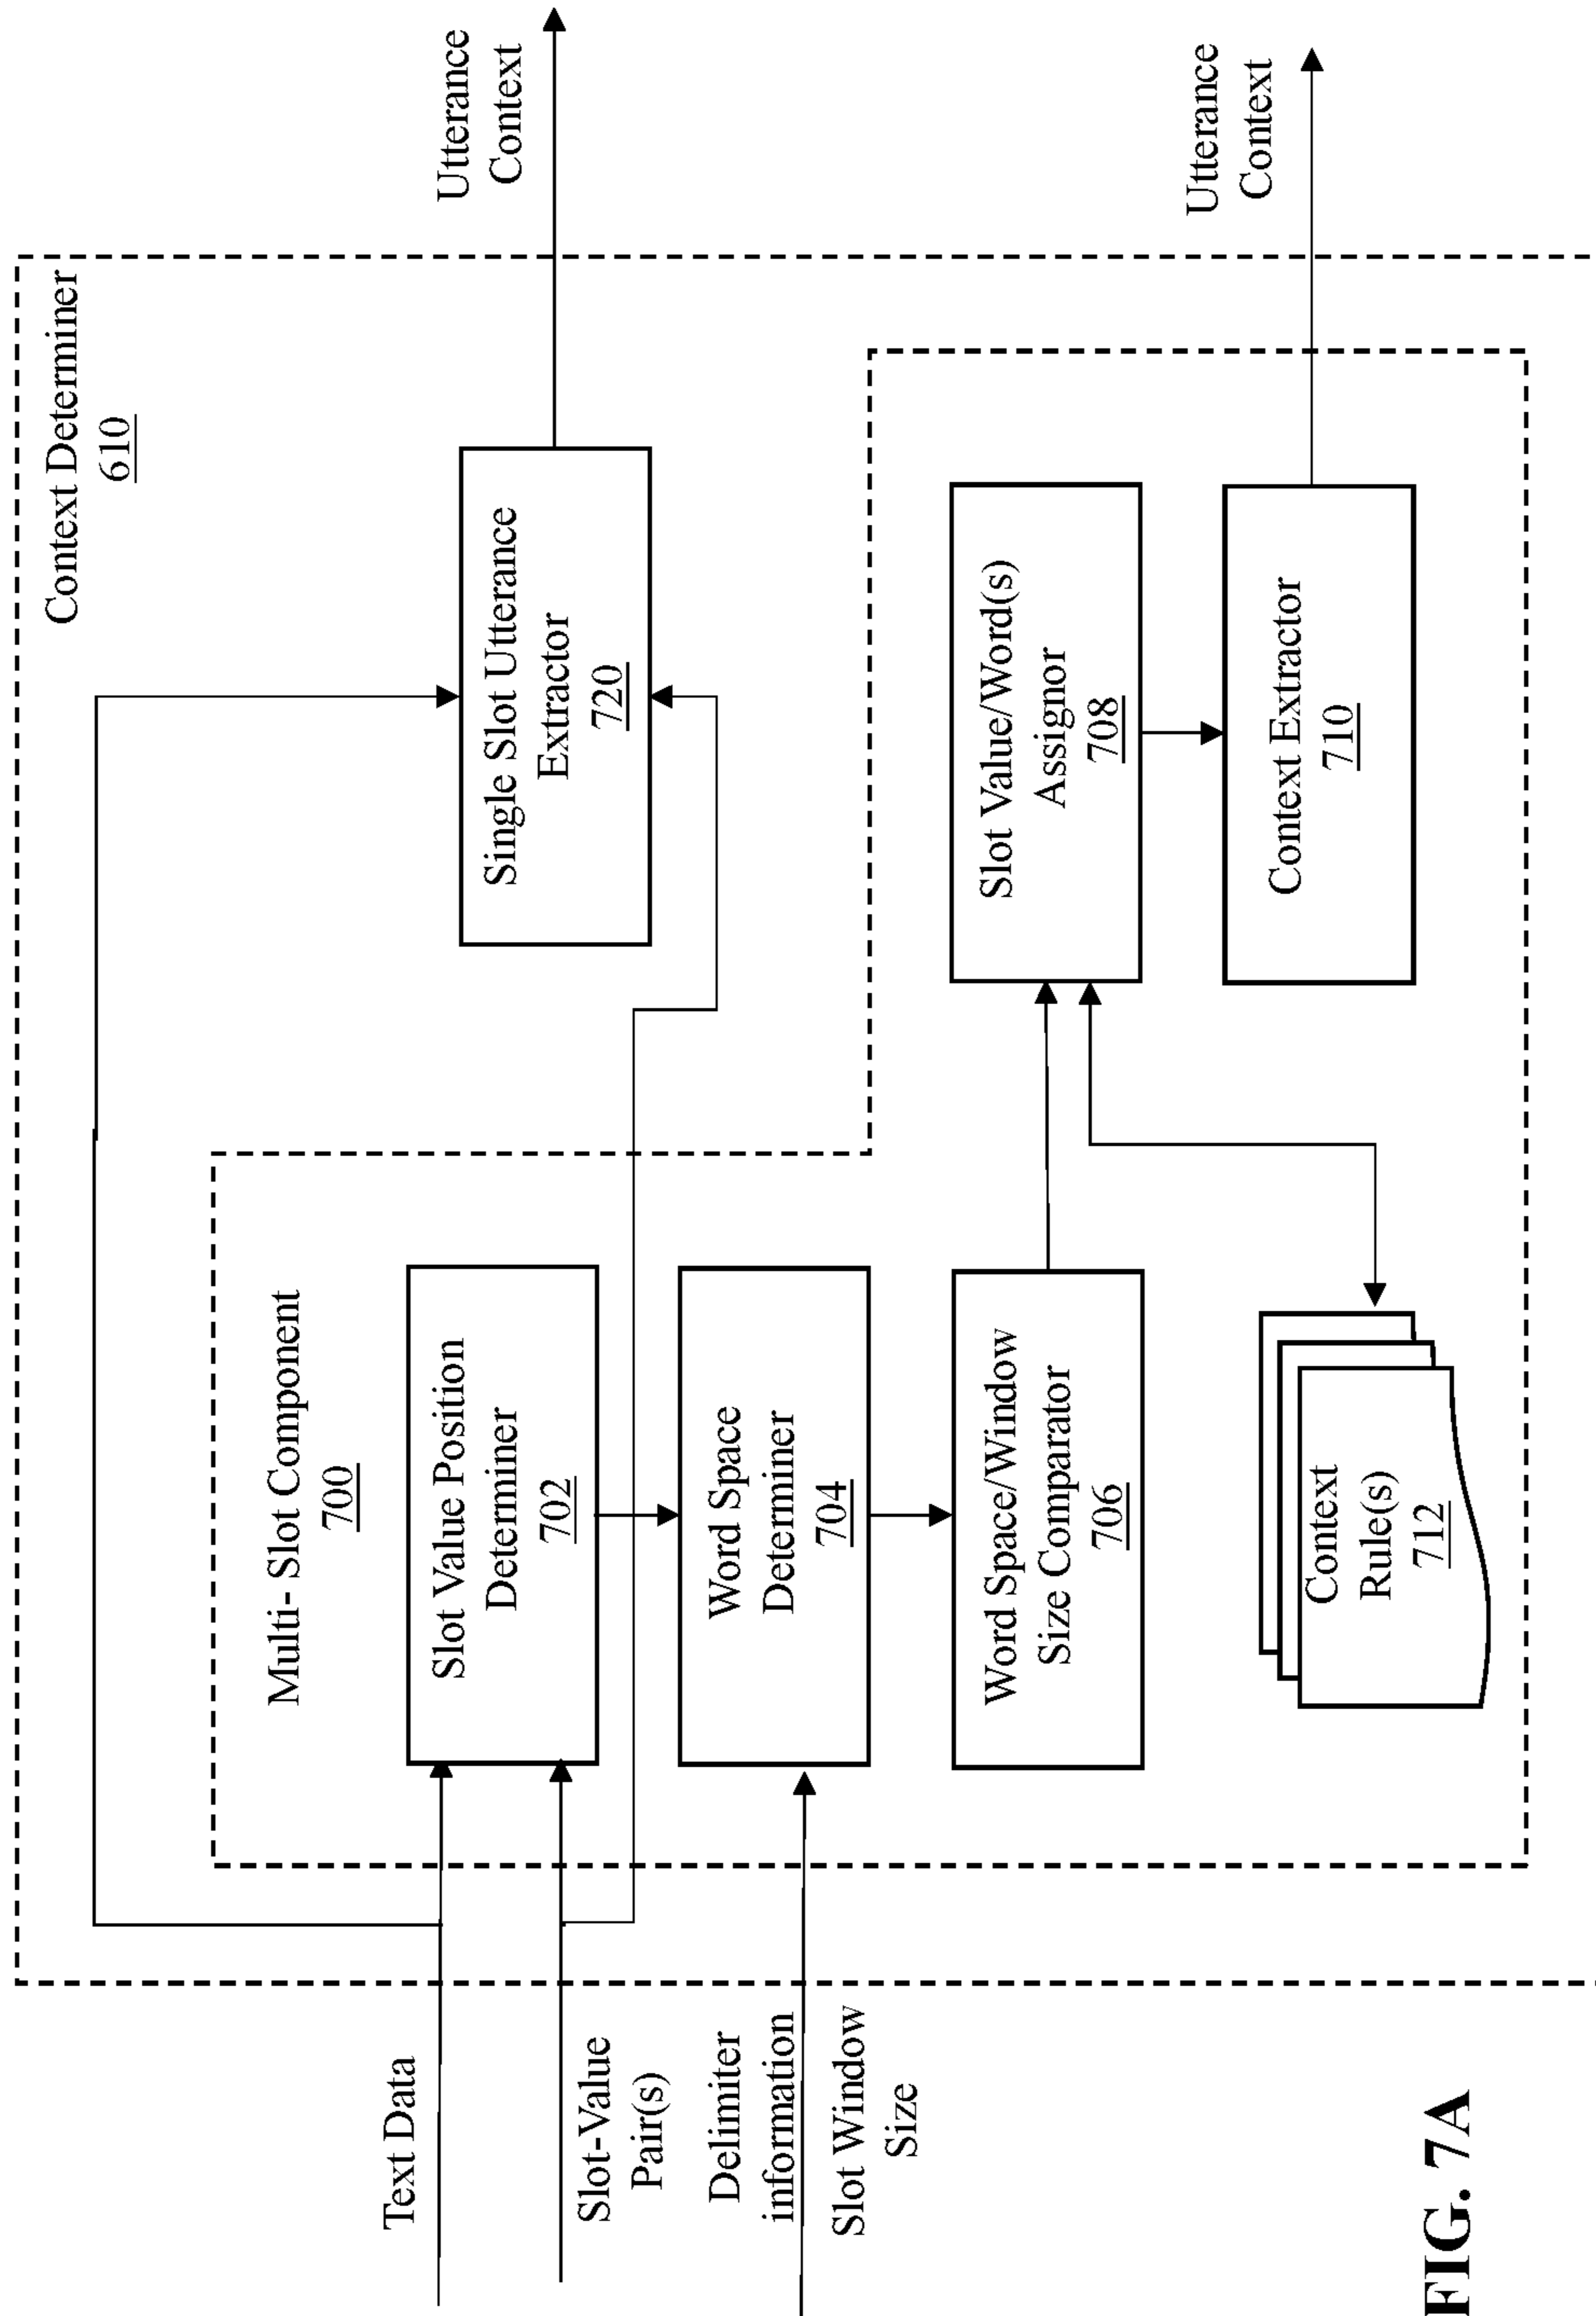 Context Determiner
610
Utterance
Context
Text Data
Slot-Value
Pair(s)
Delimiter
information
Slot Window
Size
Multi- Slot Component
700
Slot Value Position
Determiner
702
Word Space
Determiner
704
Word Space/Window
Size Comparator
706
Context
Rule(s)
712
Single Slot Utterance
Extractor
720
Slot Value/Word(s)
Assignor
708
Context Extractor
710
Utterance
Context
FIG. 7A